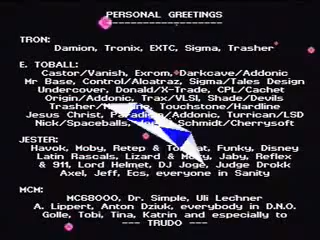 PERSONAL GREETINGS
--------------------
TRON:
Damion, Tronix, EXTC, Sigma, Trasher
E. TOBALL:
Castor/Vanish, Exrom, Darkcave/Addonic
Mr Base, Control/Alcatraz, Sigma/Tales Design
Undercover, Donald/X-Trade, CPL/Cachet
Origin/Addonic, Trax/VLSI, Shade/Devils
Trasher/ Touchstone/Hardline
Jesus Christ, /Addonic, Turrican/LSD
Nick/Spaceballs, Schmidt/Cherrysoft
JESTER:
Havok, Moby, Retep & Tomcat, Funky, Disney
Latin Rascals, Lizard & Jaby, Reflex
& 911, Lord Helmet, DJ Joge, Judge Drokk
Axel, Jeff, Ecs, everyone in Sanity
MCM:
MC68000, Dr. Simple, Uli Lechner
A. Lippert, Anton Dziuk, everybody in D.N.O.
Golle, Tobi, Tina, Katrin and especially to
--- TRUDO ---